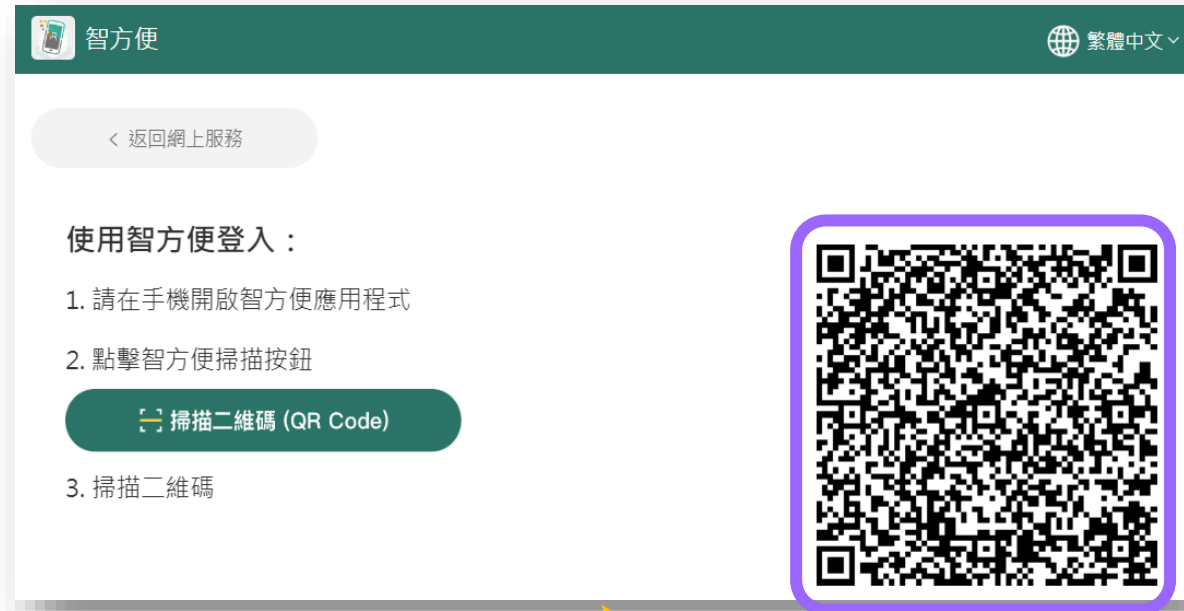 智方便
繁體中文
< 返回網上服務
使用智方便登入：
1. 請在手機開啟智方便應用程式
2. 點擊智方便掃描按鈕
掃描二維碼 (QR Code)
3. 掃描二維碼